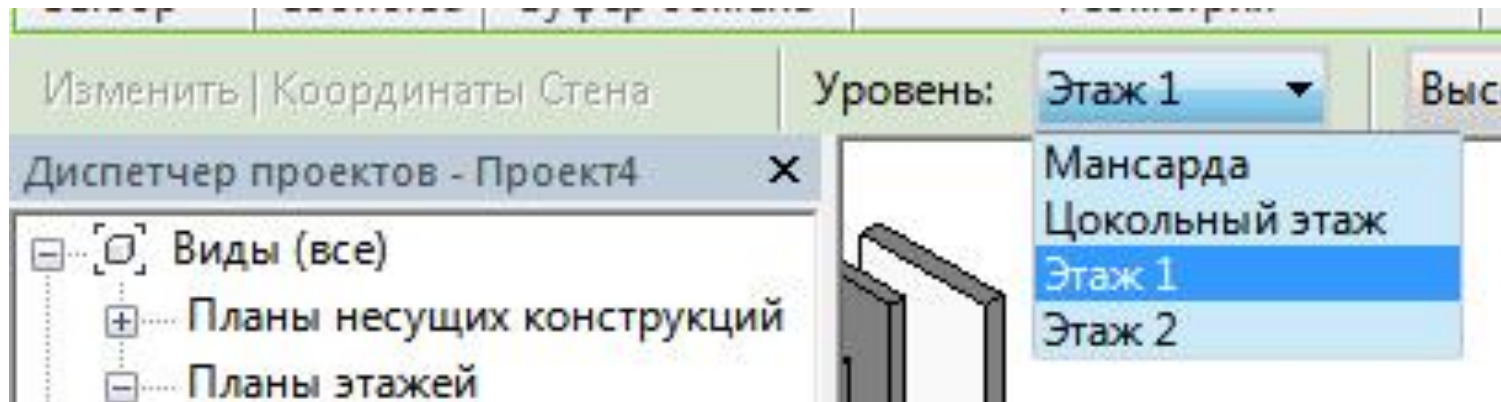 Изменить | Координаты Стена Уровень: Этаж 1 Выс
Диспетчер проектов - Проект4
Мансарда
Цокольный этаж
Виды (все)
Этаж 1
Планы несущих конструкций
Этаж 2
Планы этажей